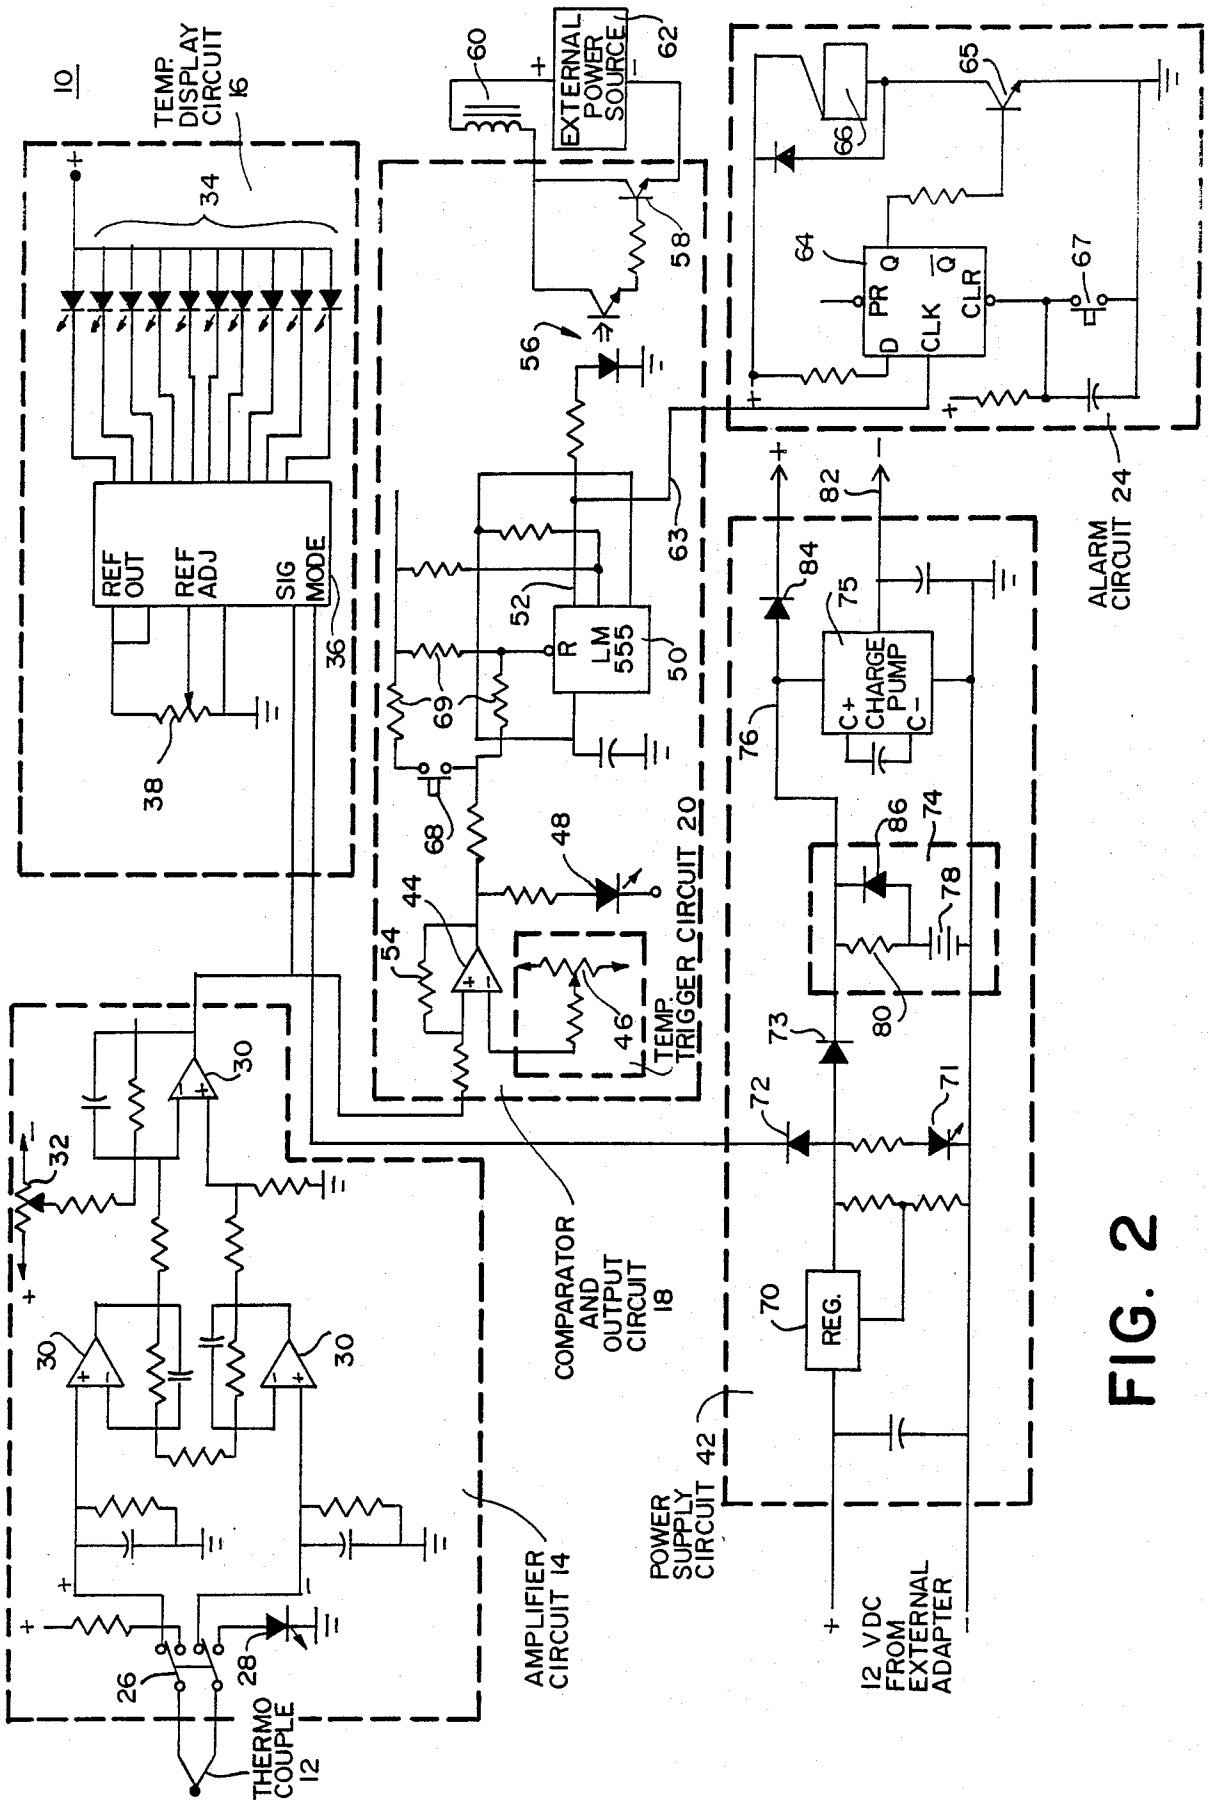 10
TEMP.
DISPLAY
CIRCUIT
16
+
34
REF
OUT
REF
ADJ
SIG
MODE
36
38
THERMO
COUPLE
12
26
28
+
+
−
AMPLIFIER
CIRCUIT 14
30
+
−
30
−
+
30
−
+
32
+
−
COMPARATOR
AND
OUTPUT
CIRCUIT
18
54
44
+
−
46
TEMP.
TRIGGER CIRCUIT 20
48
68
69
R
LM
555
50
52
63
56
58
60
+
EXTERNAL
POWER
SOURCE
−
62
12 VDC
FROM
EXTERNAL
ADAPTER
+
−
POWER
SUPPLY
CIRCUIT 42
70
REG.
72
71
73
80
78
86
74
76
C+
CHARGE
PUMP
C−
75
84
+
82
−
ALARM
CIRCUIT 24
+
+
64
PR
D
Q
CLK
Q
CLR
67
66
65
FIG. 2